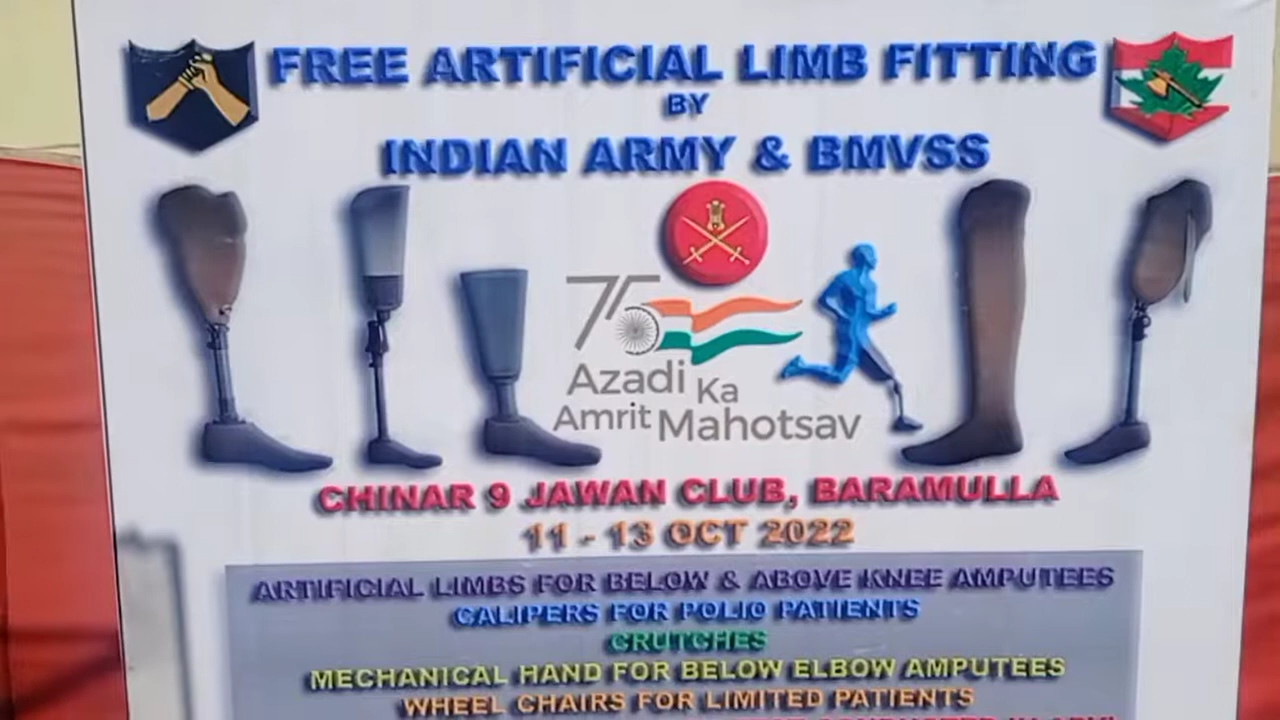 FREE ARTIFICIAL LIMB FITTING
BY
INDIAN ARMY & BMVSS
75
Azadi Ka
Amrit Mahotsav
CHINAR 9 JAWAN CLUB, BARAMULLA
11 - 13 OCT 2022
ARTIFICIAL LIMBS FOR BELOW & ABOVE KNEE AMPUTEES
CALIPERS FOR POLIO PATIENTS
CRUTCHES
MECHANICAL HAND FOR BELOW ELBOW AMPUTEES
WHEEL CHAIRS FOR LIMITED PATIENTS